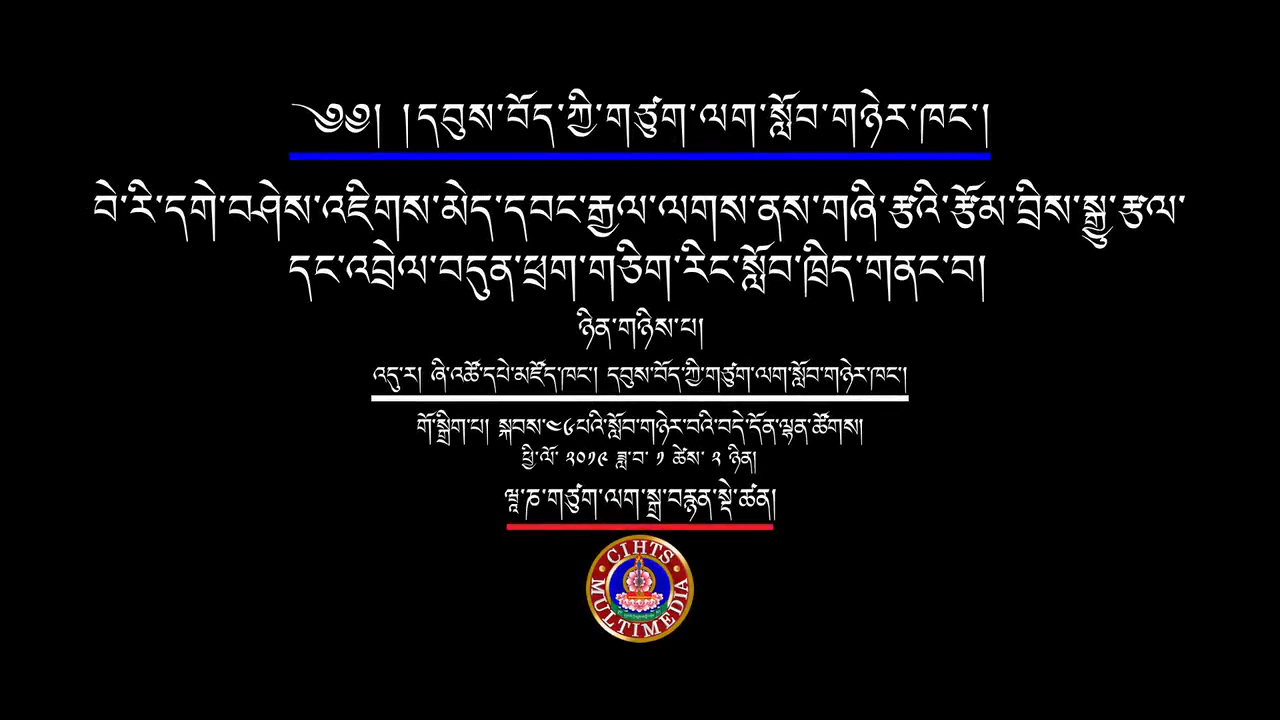 ༄༅། །དབུས་བོད་ཀྱི་གཙུག་ལག་སློབ་གཉེར་ཁང་།
བེ་རི་དགེ་བཤེས་འཇིགས་མེད་དབང་རྒྱལ་ལགས་ནས་གཞི་རྩའི་རྩོམ་བྲིས་སྒྱུ་རྩལ་
དང་འབྲེལ་བདུན་ཕྲག་གཅིག་རིང་སློབ་ཁྲིད་གནང་བ།
ཉིན་གཉིས་པ།
འདུ་ར། ཞི་འཚོ་དཔེ་མཛོད་ཁང་། དབུས་བོད་ཀྱི་གཙུག་ལག་སློབ་གཉེར་ཁང་།
གོ་སྒྲིག་པ། སྐབས་༤༦པའི་སློབ་གཉེར་བའི་བདེ་དོན་ལྷན་ཚོགས།
ཕྱི་ལོ་ ༢༠༡༩ ཟླ་བ་ ༡ ཚེས་ ༢ ཉིན།
ཝཱ་ཎ་གཙུག་ལག་སྒྲ་བརྙན་སྡེ་ཚན།
CIHTS
MULTIMEDIA